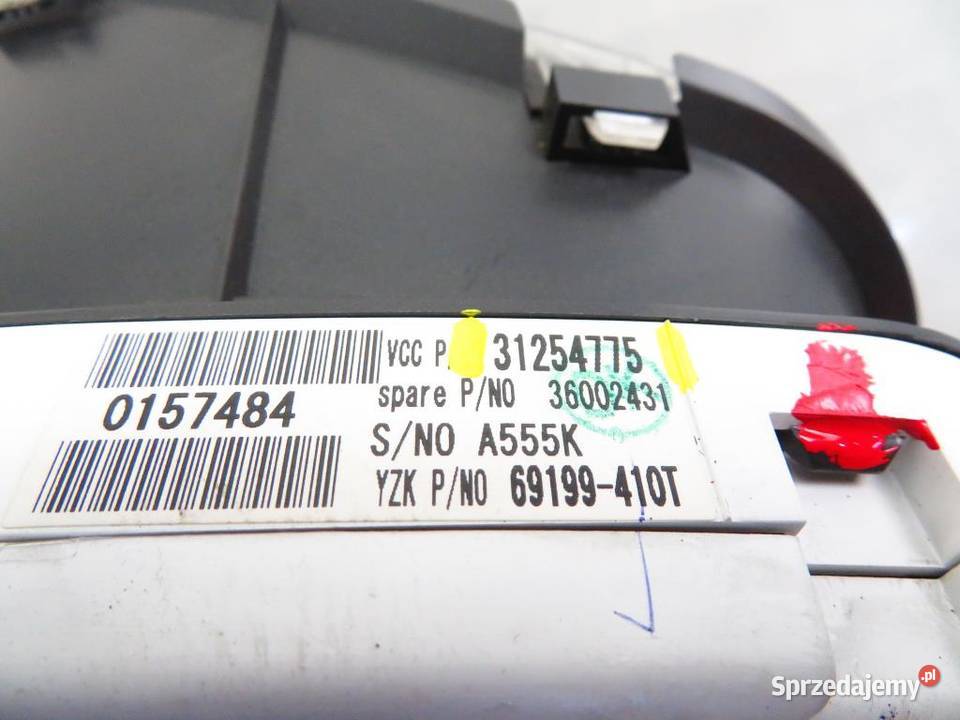 VCC P 31254775
spare P/NO 36002431
0157484
S/NO A555K
YZK P/NO 69199-410T
Sprzedajemy.pl